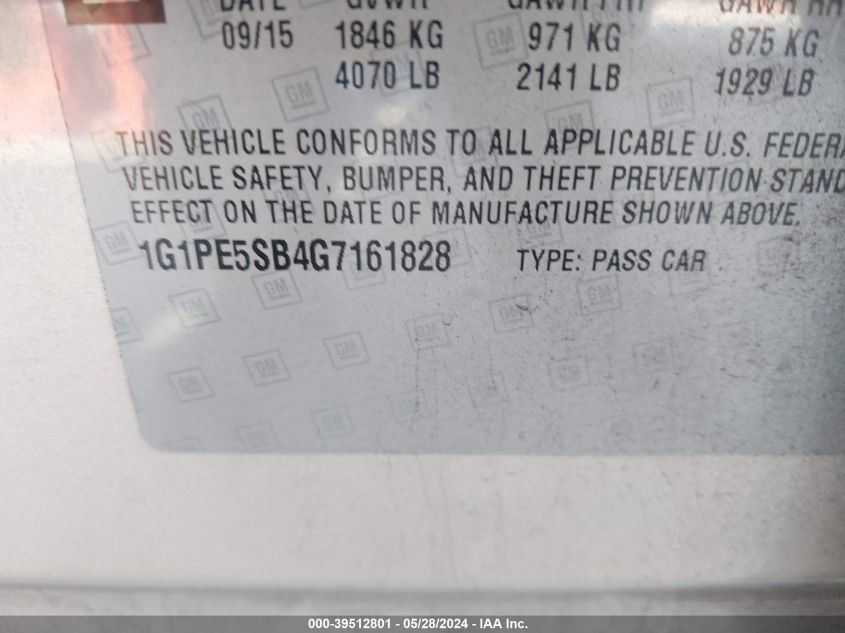 DATE GVWR GAWR FRT GAWR RR
09/15 1846 KG 971 KG 875 KG
4070 LB 2141 LB 1929 LB
THIS VEHICLE CONFORMS TO ALL APPLICABLE U.S. FEDERA
VEHICLE SAFETY, BUMPER, AND THEFT PREVENTION STAND
EFFECT ON THE DATE OF MANUFACTURE SHOWN ABOVE.
1G1PE5SB4G7161828 TYPE: PASS CAR
GM
000-39512801 / 05/28/2024 - IAA Inc.